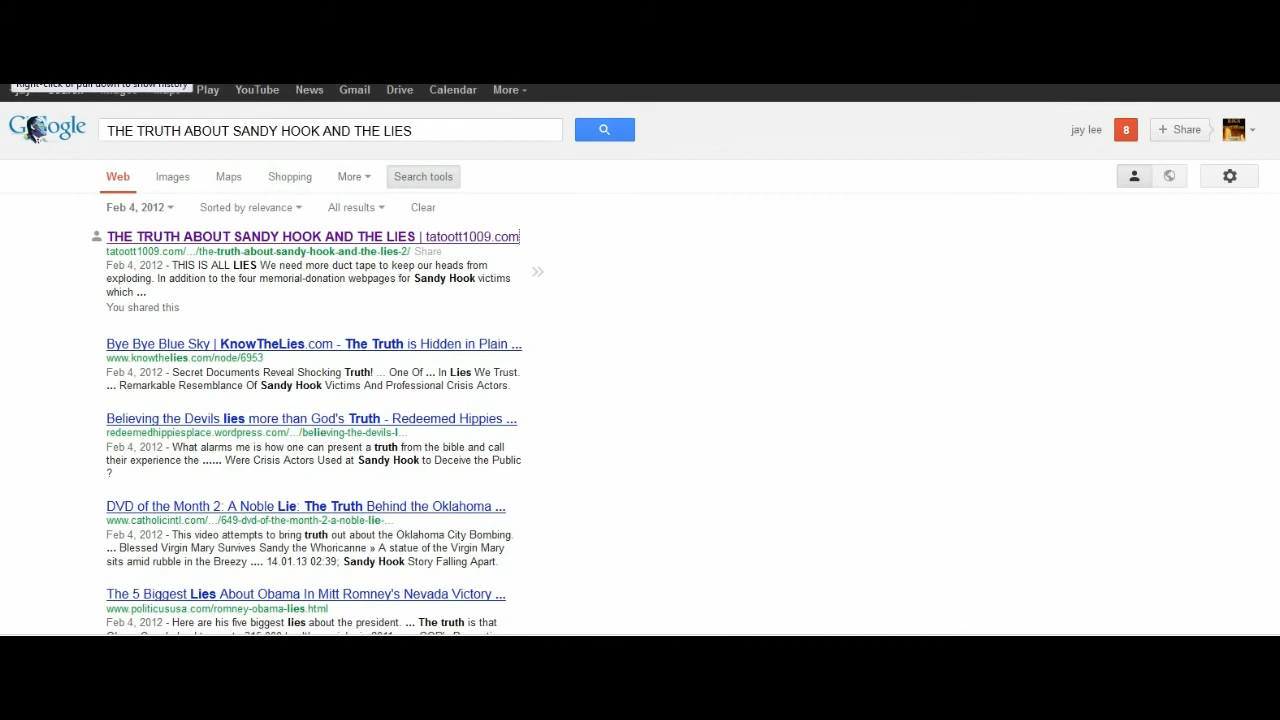 Right-click or pull down to show history
Play YouTube News Gmail Drive Calendar More
Google THE TRUTH ABOUT SANDY HOOK AND THE LIES jay lee 8 + Share
Web Images Maps Shopping More Search tools
Feb 4, 2012 Sorted by relevance All results Clear
THE TRUTH ABOUT SANDY HOOK AND THE LIES | tatoott1009.com
tatoott1009.com/.../the-truth-about-sandy-hook-and-the-lies-2/ Share
Feb 4, 2012 - THIS IS ALL LIES We need more duct tape to keep our heads from
exploding. In addition to the four memorial-donation webpages for Sandy Hook victims
which ...
You shared this
Bye Bye Blue Sky | KnowTheLies.com - The Truth is Hidden in Plain ...
www.knowthelies.com/node/6953
Feb 4, 2012 - Secret Documents Reveal Shocking Truth! ... One Of ... In Lies We Trust.
... Remarkable Resemblance Of Sandy Hook Victims And Professional Crisis Actors.
Believing the Devils lies more than God's Truth - Redeemed Hippies ...
redeemedhippiesplace.wordpress.com/.../believing-the-devils-l...
Feb 4, 2012 - What alarms me is how one can present a truth from the bible and call
their experience the ...... Were Crisis Actors Used at Sandy Hook to Deceive the Public
?
DVD of the Month 2: A Noble Lie: The Truth Behind the Oklahoma ...
www.catholicintl.com/.../649-dvd-of-the-month-2-a-noble-lie-...
Feb 4, 2012 - This video attempts to bring truth out about the Oklahoma City Bombing.
... Blessed Virgin Mary Survives Sandy the Whoricanne » A statue of the Virgin Mary
sits amid rubble in the Breezy .... 14.01.13 02:39; Sandy Hook Story Falling Apart.
The 5 Biggest Lies About Obama In Mitt Romney's Nevada Victory ...
www.politicususa.com/romney-obama-lies.html
Feb 4, 2012 - Here are his five biggest lies about the president. ... The truth is that